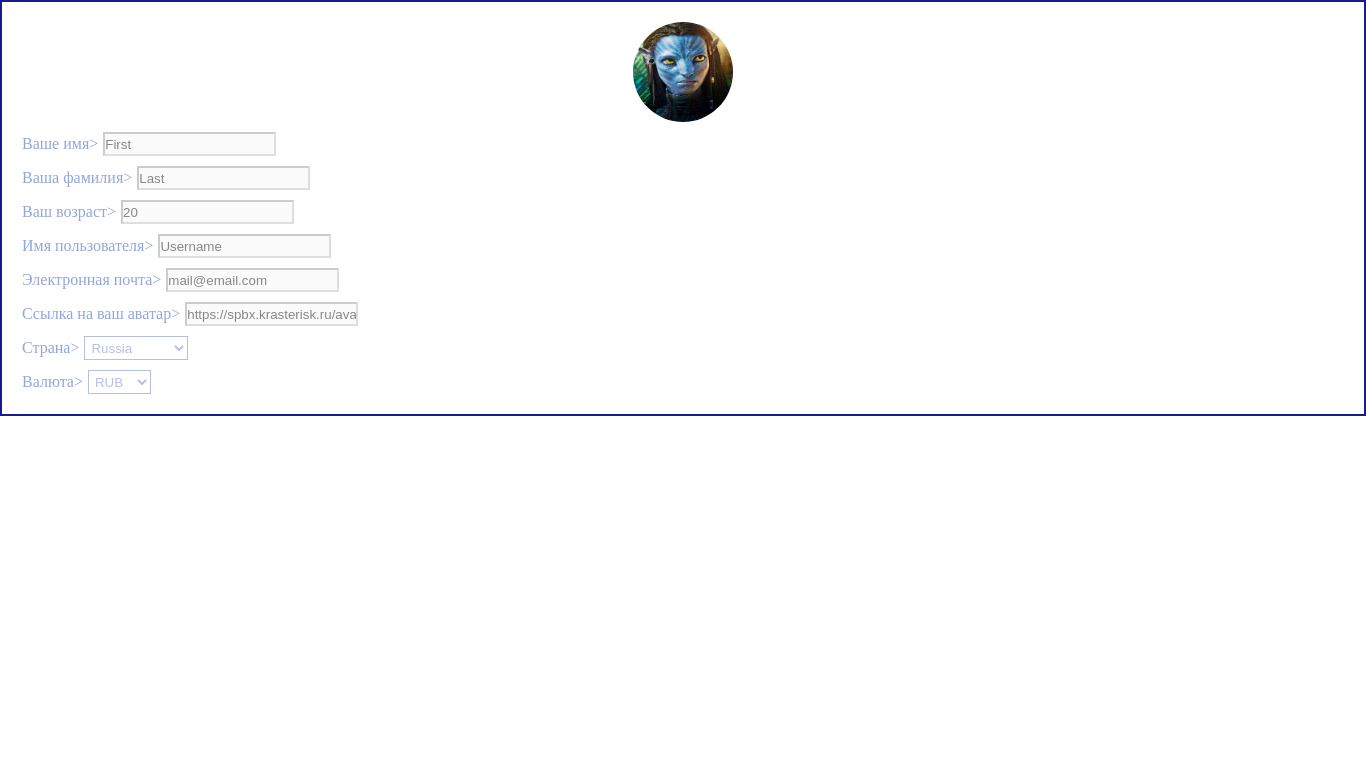 Ваше имя> First
Ваша фамилия> Last
Ваш возраст> 20
Имя пользователя> Username
Электронная почта> mail@email.com
Ссылка на ваш аватар> https://spbx.krasterisk.ru/ava
Страна> Russia
Валюта> RUB